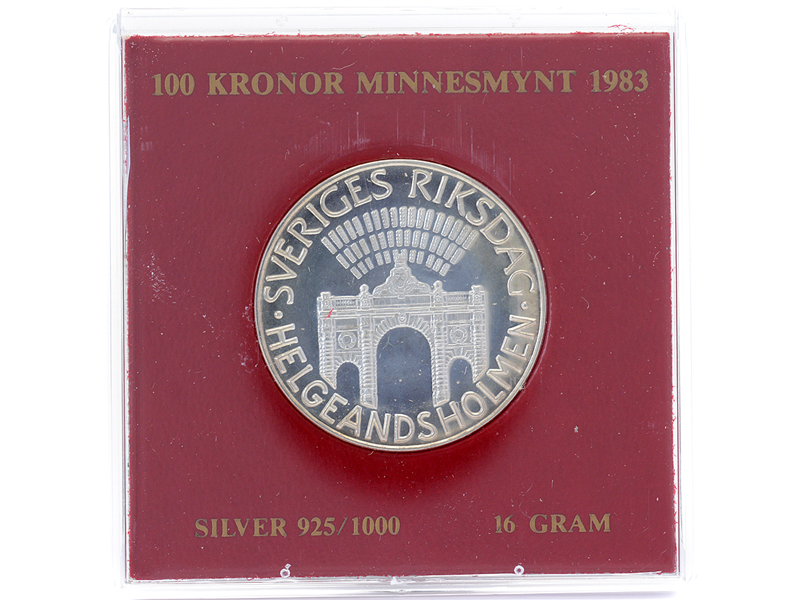 100 KRONOR MINNESMYNT 1983
SVERIGES RIKSDAG
· HELGEANDSHOLMEN ·
SILVER 925/1000
16 GRAM